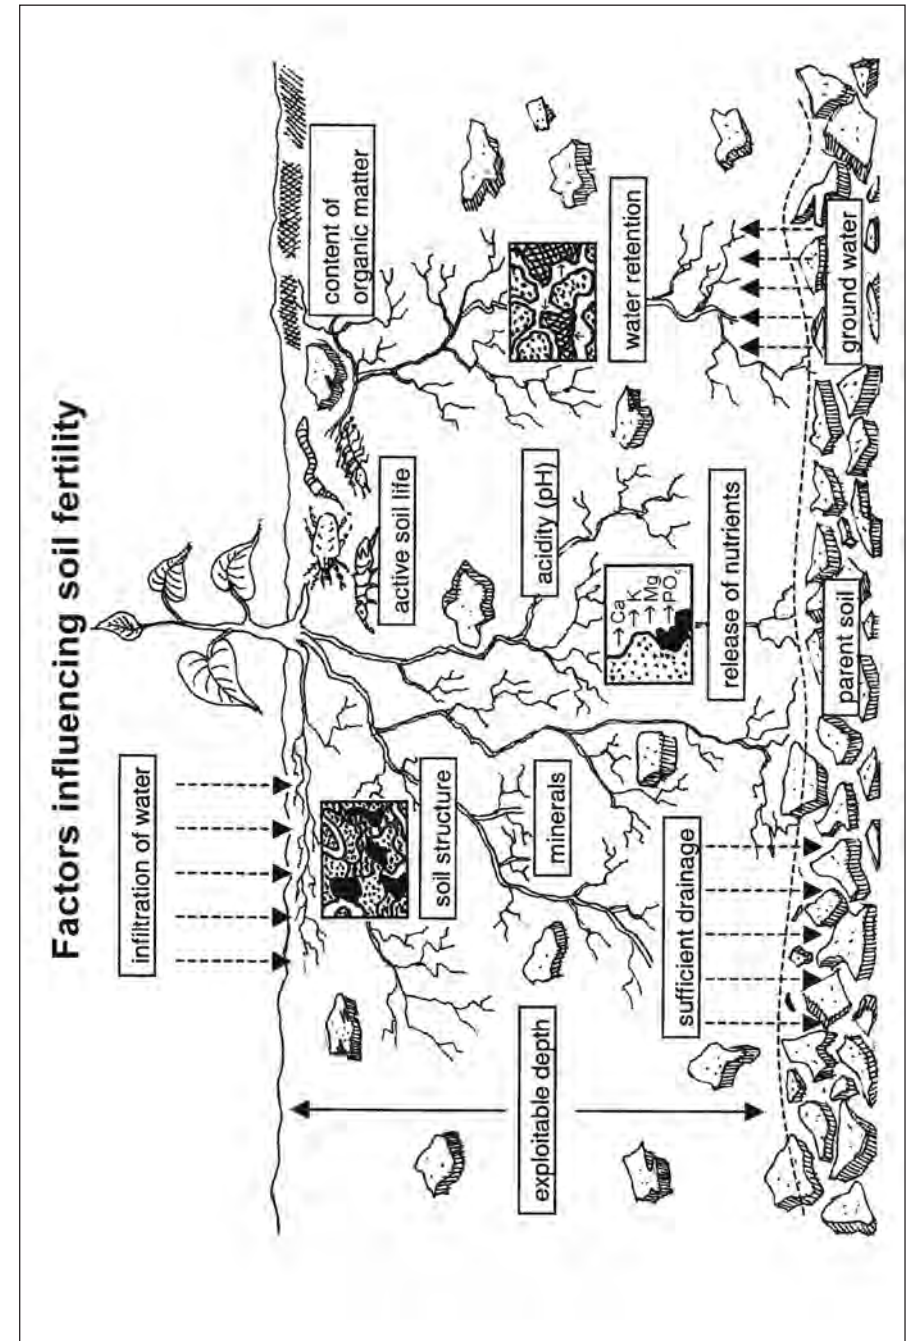 Factors influencing soil fertility
infiltration of water
content of
organic matter
active soil life
soil structure
exploitable depth
minerals
acidity (pH)
water retention
→Ca
→K
→Mg
→PO₄
sufficient drainage
release of nutrients
parent soil
ground water